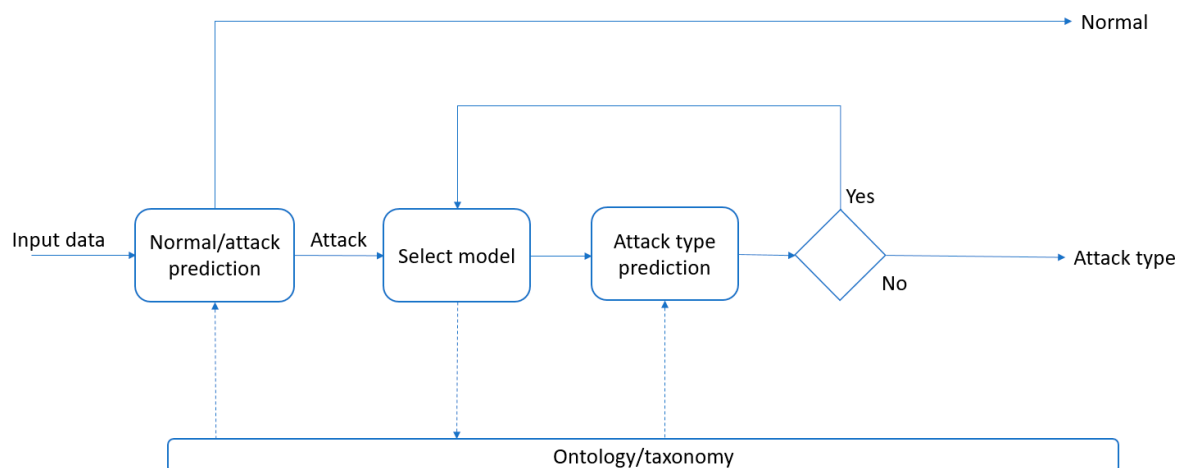 Normal
Yes
Input data
Normal/attack
prediction
Attack
Select model
Attack type
prediction
No
Attack type
Ontology/taxonomy